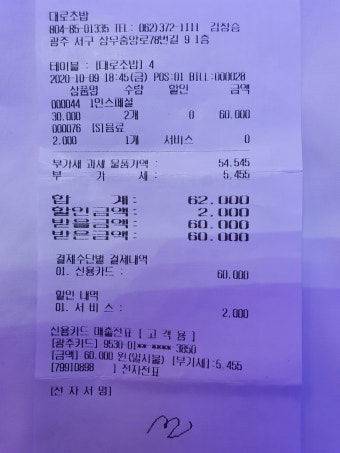 대로초밥
804-85-01335 TEL: 062)372-1111 김창승
광주 서구 상무중앙로78번길 9 1층
테이블 : [대로초밥] 4
2020-10-09 18:45(금) POS:01 BILL:000028
상품명 수량 할인 금액
000044 1인스페셜
30.000 2개 0 60.000
000076 [S]음료
2.000 1개 서비스 0
부가세 과세 물품가액 : 54.545
부 가 세 : 5.455
합 계 : 62.000
할인금액 : 2.000
받을금액 : 60.000
받은금액 : 60.000
결제수단별 결제내역
01. 신용카드 : 60.000
할인 내역
01. 서 비 스 : 2.000
신용카드 매출전표 [ 고 객 용 ]
[광주카드] 9530-01**-****-3850
[금액] 60.000 원(일시불) [부가세]:5.455
[79910898 ] 전자전표
[전 자 서 명]